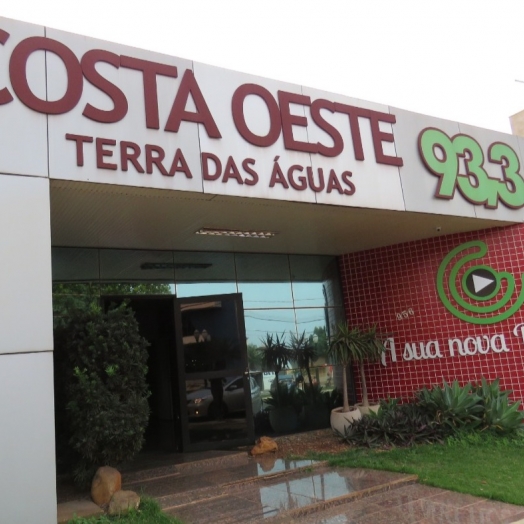 COSTA OESTE
93,3
TERRA DAS ÁGUAS
A sua nova